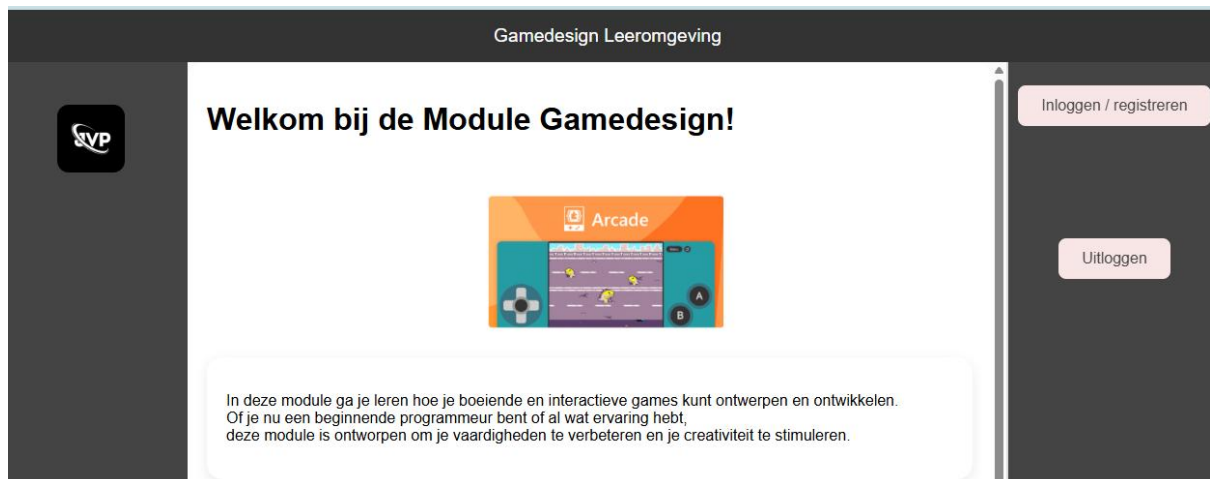 Gamedesign Leeromgeving
JVP
Welkom bij de Module Gamedesign!
Inloggen / registreren
Arcade
A
B
Uitloggen
In deze module ga je leren hoe je boeiende en interactieve games kunt ontwerpen en ontwikkelen.
Of je nu een beginnende programmeur bent of al wat ervaring hebt,
deze module is ontworpen om je vaardigheden te verbeteren en je creativiteit te stimuleren.